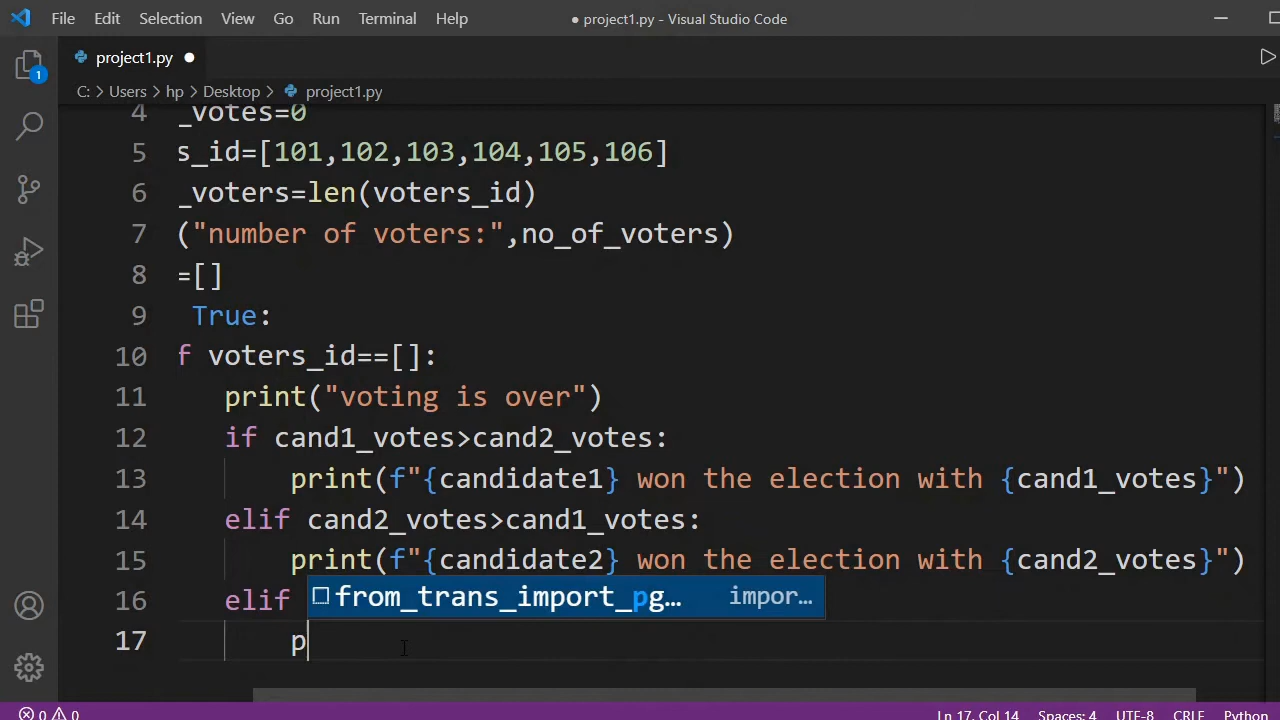 File Edit Selection View Go Run Terminal Help ● project1.py - Visual Studio Code
project1.py ●
C: > Users > hp > Desktop > project1.py
1
4 _votes=0
5 s_id=[101,102,103,104,105,106]
6 _voters=len(voters_id)
7 ("number of voters:",no_of_voters)
8 =[]
9 True:
10 f voters_id==[]:
11 print("voting is over")
12 if cand1_votes>cand2_votes:
13 print(f"{candidate1} won the election with {cand1_votes}")
14 elif cand2_votes>cand1_votes:
15 print(f"{candidate2} won the election with {cand2_votes}")
16 elif
from_trans_import_pg... impor...
17 p
0 0 Ln 17, Col 14 Spaces: 4 UTF-8 CRLF Python